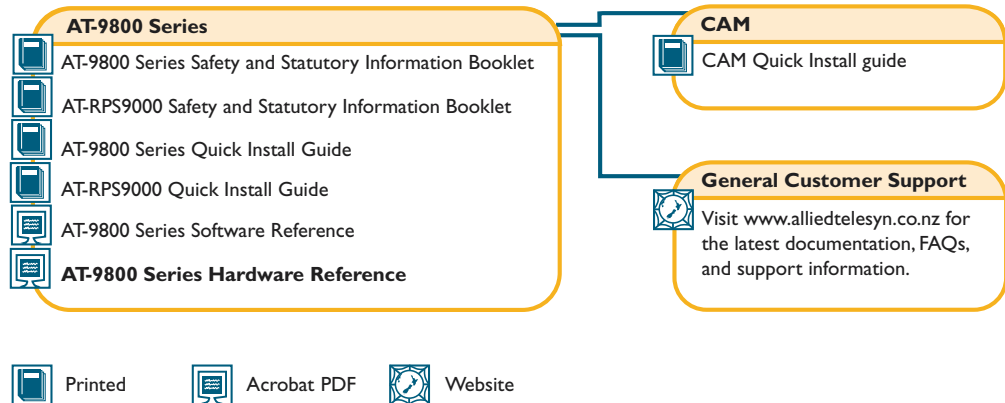 AT-9800 Series
AT-9800 Series Safety and Statutory Information Booklet
AT-RPS9000 Safety and Statutory Information Booklet
AT-9800 Series Quick Install Guide
AT-RPS9000 Quick Install Guide
AT-9800 Series Software Reference
AT-9800 Series Hardware Reference
CAM
CAM Quick Install guide
General Customer Support
Visit www.alliedtelesyn.co.nz for
the latest documentation, FAQs,
and support information.
Printed
Acrobat PDF
Website